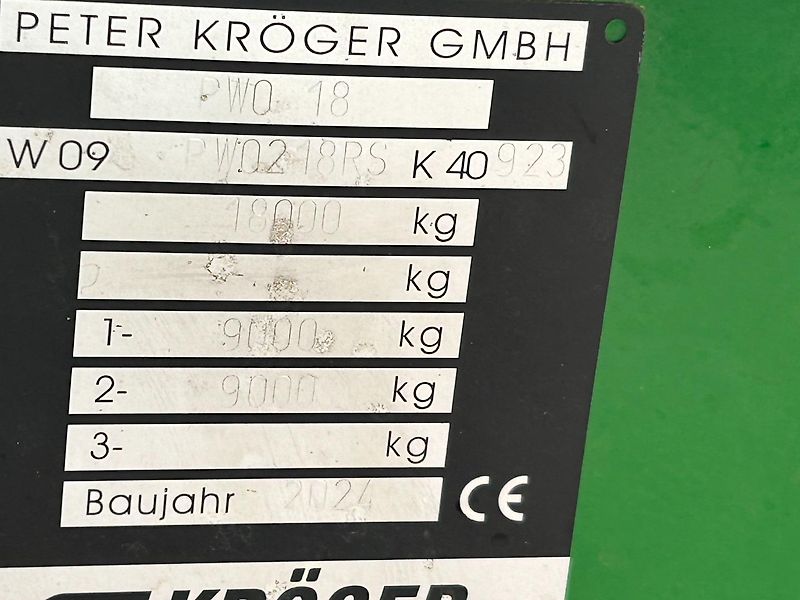 PETER KRÖGER GMBH
PWO 18
W 09 PWO218RS K 40923
18000 kg
kg
1- 9000 kg
2- 9000 kg
3- kg
Baujahr 2024 CE
KRÖGER